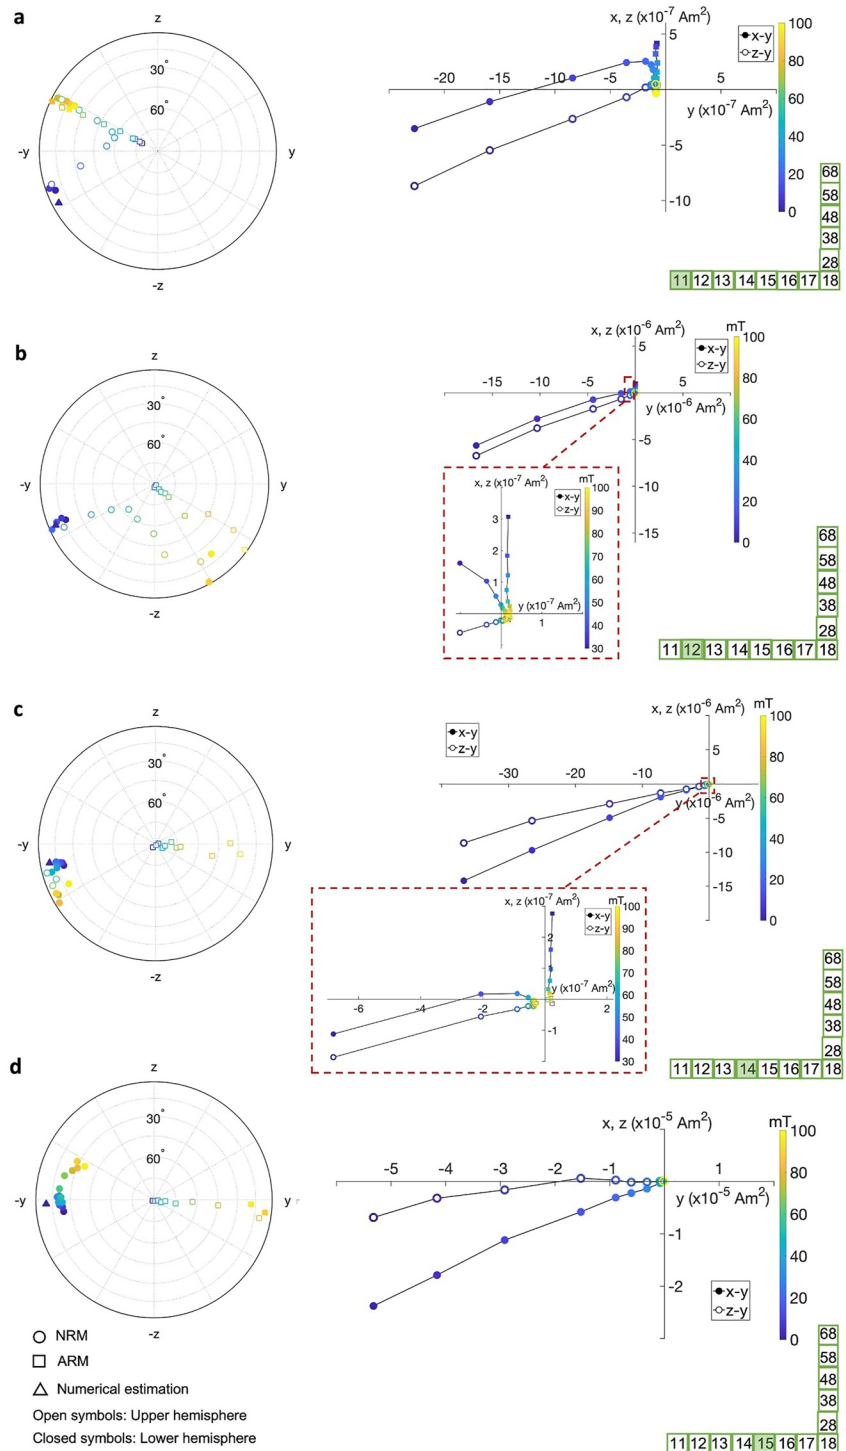 a
z
30°
60°
-y
y
-z
x, z (x10⁻⁷ Am²)
5
-20 -15 -10 -5 5
y (x10⁻⁷ Am²)
-5
-10
x-y
z-y
100
80
60
40
20
0
68
58
48
38
28
11 12 13 14 15 16 17 18
b
z
30°
60°
-y
y
-z
x, z (x10⁻⁶ Am²)
5
-15 -10 -5 5
y (x10⁻⁶ Am²)
-5
-10
-15
x-y
z-y
mT
100
80
60
40
20
0
x, z (x10⁻⁷ Am²)
3
2
1
y (x10⁻⁷ Am²)
1
x-y
z-y
mT
100
90
80
70
60
50
40
30
68
58
48
38
28
11 12 13 14 15 16 17 18
c
z
30°
60°
-y
y
-z
x-y
z-y
x, z (x10⁻⁶ Am²)
5
-30 -20 -10
y (x10⁻⁶ Am²)
-5
-10
-15
mT
100
80
60
40
20
0
x, z (x10⁻⁷ Am²)
2
1
y (x10⁻⁷ Am²)
-6 -4 -2 2
-1
x-y
z-y
mT
100
90
80
70
60
50
40
30
68
58
48
38
28
11 12 13 14 15 16 17 18
d
z
30°
60°
-y
y
-z
x, z (x10⁻⁵ Am²)
-5 -4 -3 -2 -1 1
y (x10⁻⁵ Am²)
-1
-2
x-y
z-y
mT
100
80
60
40
20
0
68
58
48
38
28
11 12 13 14 15 16 17 18
NRM
ARM
Numerical estimation
Open symbols: Upper hemisphere
Closed symbols: Lower hemisphere